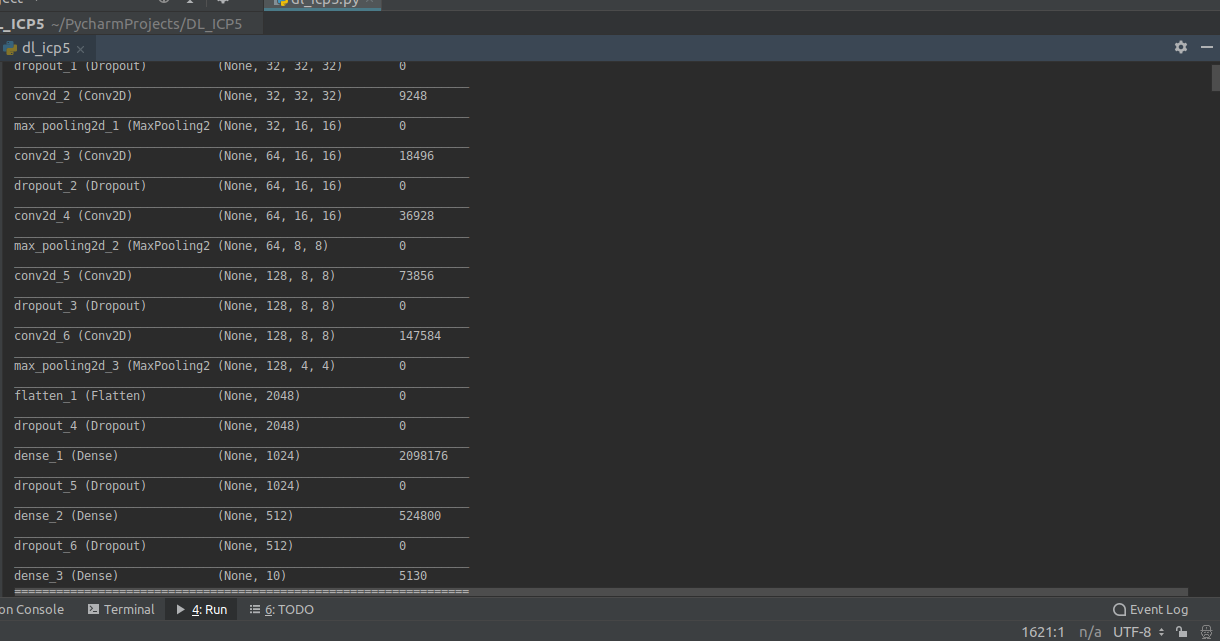 dl_icp5.py
_ICP5 ~/PycharmProjects/DL_ICP5
dl_icp5
dropout_1 (Dropout) (None, 32, 32, 32) 0
conv2d_2 (Conv2D) (None, 32, 32, 32) 9248
max_pooling2d_1 (MaxPooling2 (None, 32, 16, 16) 0
conv2d_3 (Conv2D) (None, 64, 16, 16) 18496
dropout_2 (Dropout) (None, 64, 16, 16) 0
conv2d_4 (Conv2D) (None, 64, 16, 16) 36928
max_pooling2d_2 (MaxPooling2 (None, 64, 8, 8) 0
conv2d_5 (Conv2D) (None, 128, 8, 8) 73856
dropout_3 (Dropout) (None, 128, 8, 8) 0
conv2d_6 (Conv2D) (None, 128, 8, 8) 147584
max_pooling2d_3 (MaxPooling2 (None, 128, 4, 4) 0
flatten_1 (Flatten) (None, 2048) 0
dropout_4 (Dropout) (None, 2048) 0
dense_1 (Dense) (None, 1024) 2098176
dropout_5 (Dropout) (None, 1024) 0
dense_2 (Dense) (None, 512) 524800
dropout_6 (Dropout) (None, 512) 0
dense_3 (Dense) (None, 10) 5130
=================================================================
on Console Terminal 4: Run 6: TODO Event Log
1621:1 n/a UTF-8